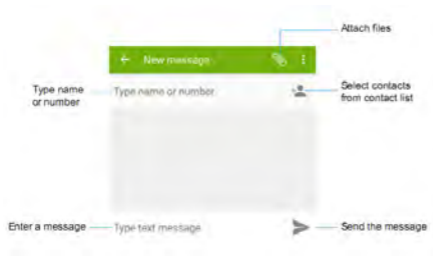 Attach files
New message
Type name
or number
Type name or number
Select contacts
from contact list
Enter a message
Type text message
Send the message